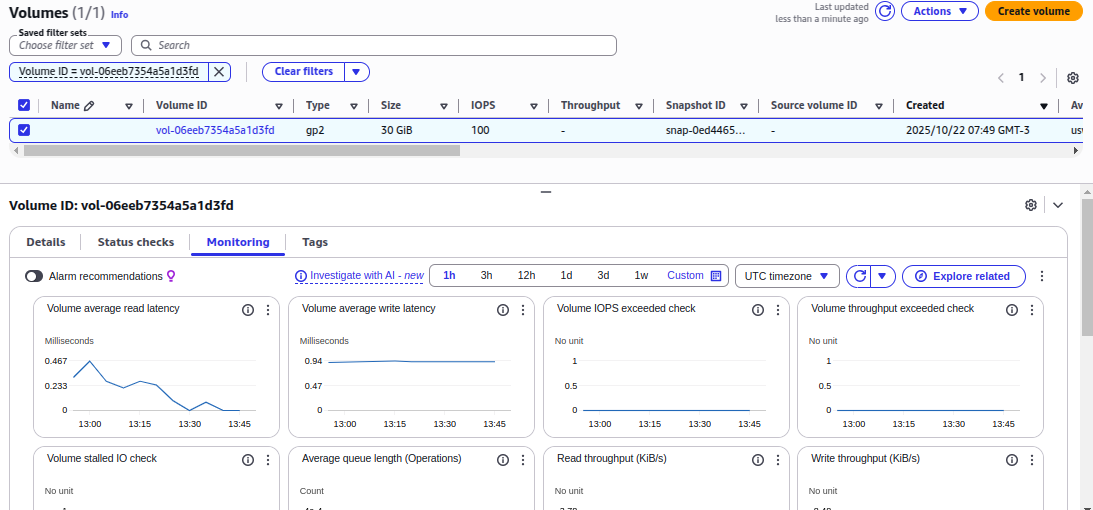 Volumes (1/1) Info
Last updated
less than a minute ago
Actions
Create volume
Saved filter sets
Choose filter set
Search
Volume ID = vol-06eeb7354a5a1d3fd
Clear filters
1
Name Volume ID Type Size IOPS Throughput Snapshot ID Source volume ID Created
vol-06eeb7354a5a1d3fd gp2 30 GiB 100 - snap-0ed4465... - 2025/10/22 07:49 GMT-3
Volume ID: vol-06eeb7354a5a1d3fd
Details Status checks Monitoring Tags
Alarm recommendations
Investigate with AI - new
1h 3h 12h 1d 3d 1w Custom
UTC timezone
Explore related
Volume average read latency
Milliseconds
0.467
0.233
0
13:00 13:15 13:30 13:45
Volume average write latency
Milliseconds
0.94
0.47
0
13:00 13:15 13:30 13:45
Volume IOPS exceeded check
No unit
1
0.5
0
13:00 13:15 13:30 13:45
Volume throughput exceeded check
No unit
1
0.5
0
13:00 13:15 13:30 13:45
Volume stalled IO check
No unit
Average queue length (Operations)
Count
Read throughput (KiB/s)
No unit
Write throughput (KiB/s)
No unit